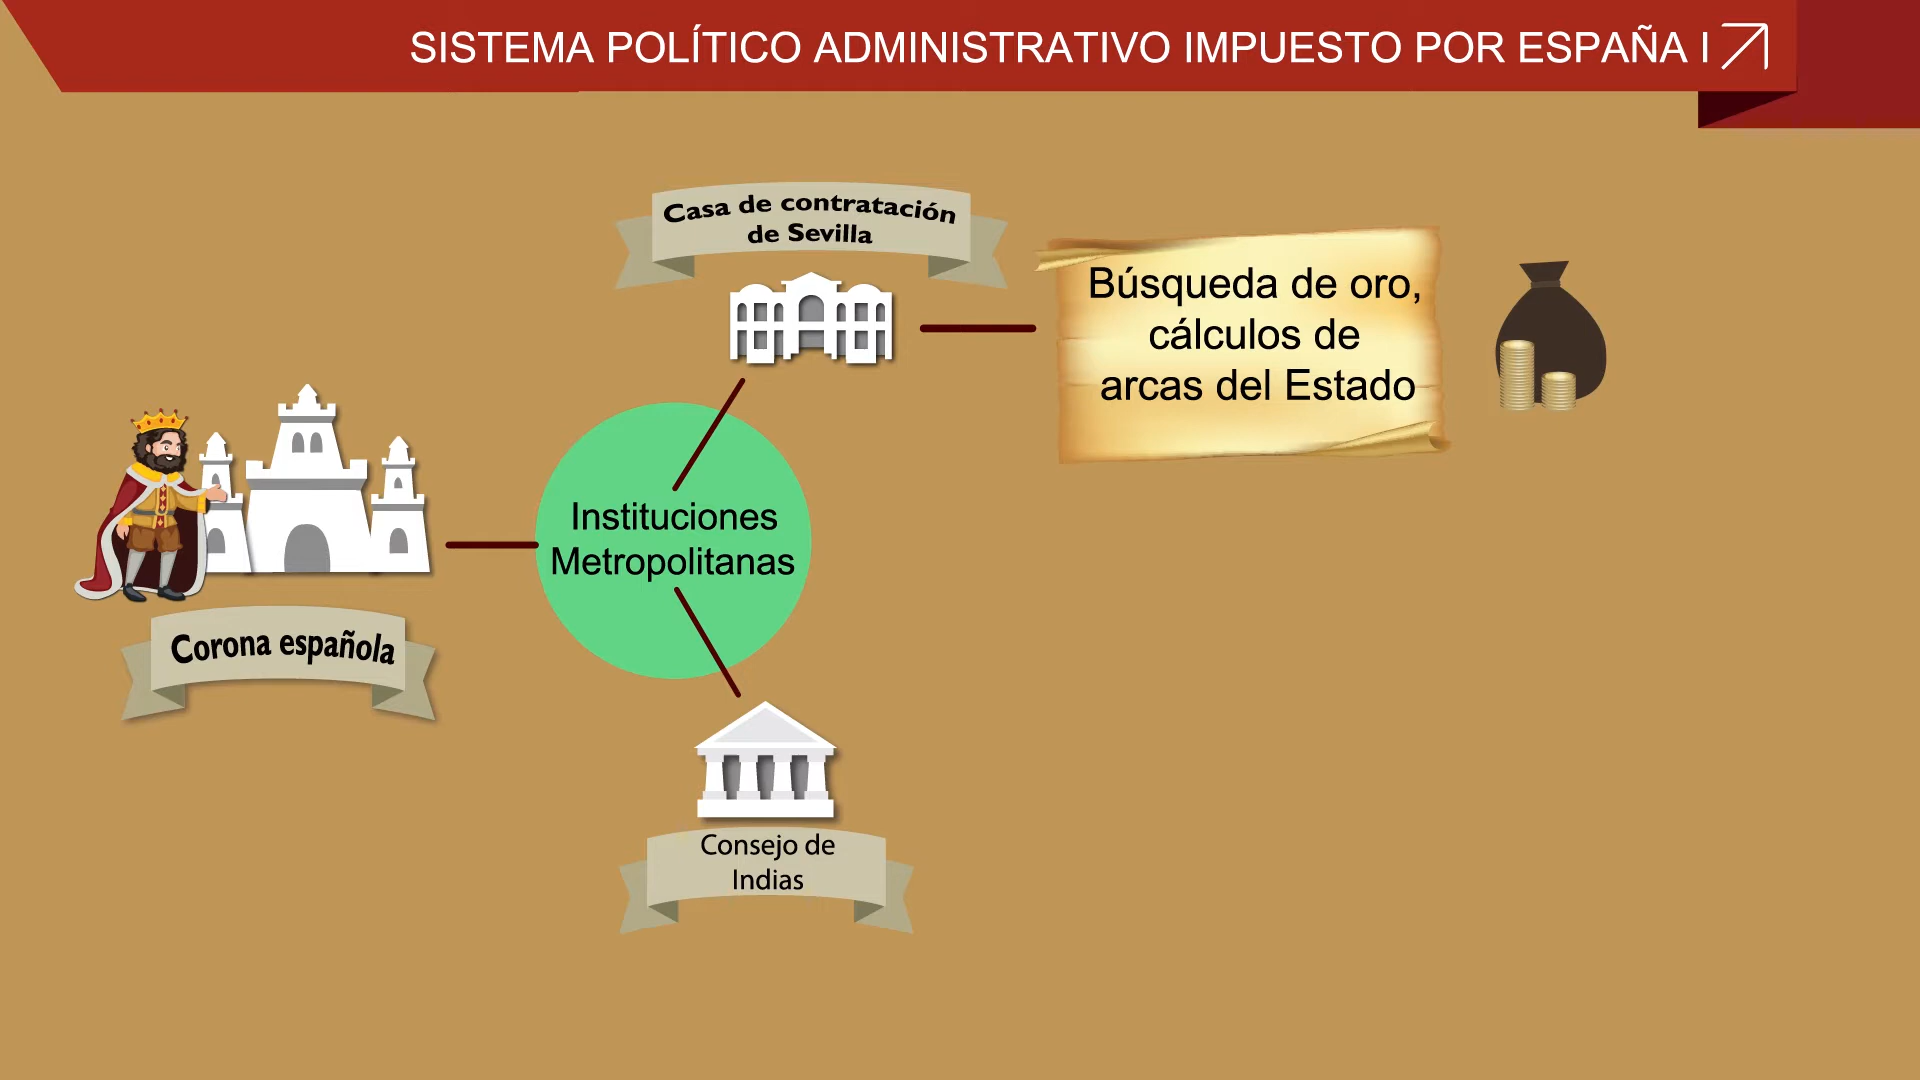 SISTEMA POLÍTICO ADMINISTRATIVO IMPUESTO POR ESPAÑA I
Casa de contratación
de Sevilla
Búsqueda de oro,
cálculos de
arcas del Estado
Instituciones
Metropolitanas
Corona española
Consejo de
Indias